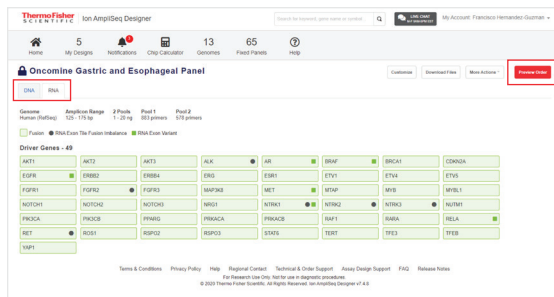 ThermoFisher
SCIENTIFIC
Ion AmpliSeq Designer
Search for keyword, gene name or control
LIVE CHAT
My Account: Francisco Hernandez-Guzman
Home
5
My Designs
Notifications
Chip Calculator
13
Genomes
65
Fixed Panels
Help
Oncomine Gastric and Esophageal Panel
Customize
Download Files
More Actions
Preview Order
DNA
RNA
Genome Amplicon Range 2 Pools Pool 1 Pool 2
Human (RefSeq) 125 - 175 bp 1 - 20 ng 603 primers 578 primers
Fusion RNA Exon Tile Fusion Imbalance RNA Exon Variant
Driver Genes - 49
AKT1 AKT2 AKT3 ALK AR BRAF BRCA1 CDKN2A
EGFR ERBB2 ERBB4 ERG ESR1 ETV1 ETV4 ETV5
FGFR1 FGFR2 FGFR3 MAP3K8 MET MTAP MYB MYBL1
NOTCH1 NOTCH2 NOTCH3 NRG1 NTRK1 NTRK2 NTRK3 NUTM1
PIK3CA PIK3CB PPARG PRKACA PRKACB RAF1 RARA RELA
RET ROS1 RSPO2 RSPO3 STAT6 TERT TFE3 TFEB
YAP1
Terms & Conditions Privacy Policy Help Regional Contact Technical & Order Support Assay Design Support FAQ Release Notes
For Research Use Only. Not for use in diagnostic procedures
© 2020 Thermo Fisher Scientific. All Rights Reserved. Ion AmpliSeq Designer v7.4.8